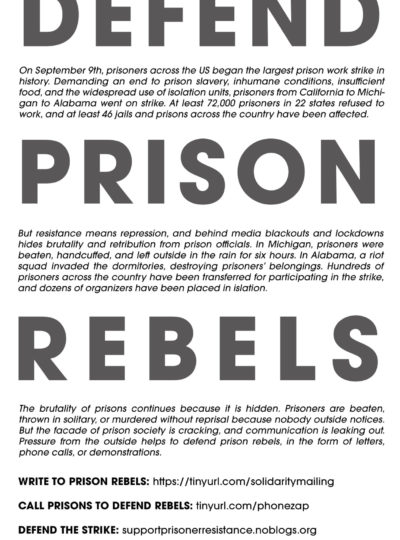 DEFEND
On September 9th, prisoners across the US began the largest prison work strike in
history. Demanding an end to prison slavery, inhumane conditions, insufficient
food, and the widespread use of isolation units, prisoners from California to Michi-
gan to Alabama went on strike. At least 72,000 prisoners in 22 states refused to
work, and at least 46 jails and prisons across the country have been affected.
PRISON
But resistance means repression, and behind media blackouts and lockdowns
hides brutality and retribution from prison officials. In Michigan, prisoners were
beaten, handcuffed, and left outside in the rain for six hours. In Alabama, a riot
squad invaded the dormitories, destroying prisoners' belongings. Hundreds of
prisoners across the country have been transferred for participating in the strike,
and dozens of organizers have been placed in islation.
REBELS
The brutality of prisons continues because it is hidden. Prisoners are beaten,
thrown in solitary, or murdered without reprisal because nobody outside notices.
But the facade of prison society is cracking, and communication is leaking out.
Pressure from the outside helps to defend prison rebels, in the form of letters,
phone calls, or demonstrations.
WRITE TO PRISON REBELS: https://tinyurl.com/solidaritymailing
CALL PRISONS TO DEFEND REBELS: tinyurl.com/phonezap
DEFEND THE STRIKE: supportprisonerresistance.noblogs.org